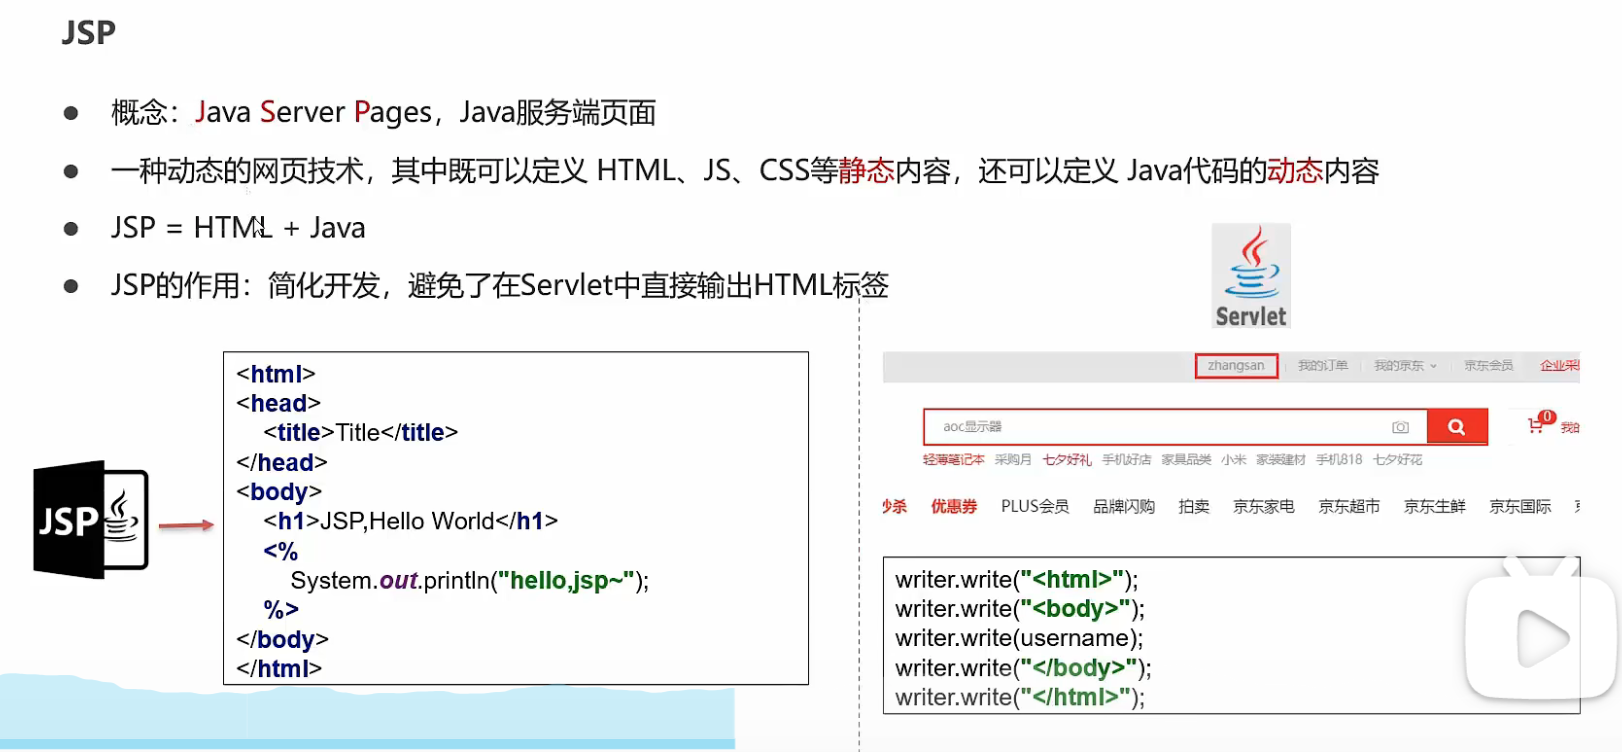 JSP
概念：Java Server Pages，Java服务端页面
一种动态的网页技术，其中既可以定义 HTML、JS、CSS等静态内容，还可以定义 Java代码的动态内容
JSP = HTML + Java
JSP的作用：简化开发，避免了在Servlet中直接输出HTML标签
JSP
<html>
<head>
<title>Title</title>
</head>
<body>
<h1>JSP,Hello World</h1>
<%
System.out.println("hello,jsp~");
%>
</body>
</html>
Servlet
zhangsan 我的订单 我的京东 京东会员 企业采
aoc显示器 0 我的
轻薄笔记本 采购月 七夕好礼 手机好店 家具品类 小米 家装建材 手机818 七夕好花
秒杀 优惠券 PLUS会员 品牌闪购 拍卖 京东家电 京东超市 京东生鲜 京东国际
writer.write("<html>");
writer.write("<body>");
writer.write(username);
writer.write("</body>");
writer.write("</html>");